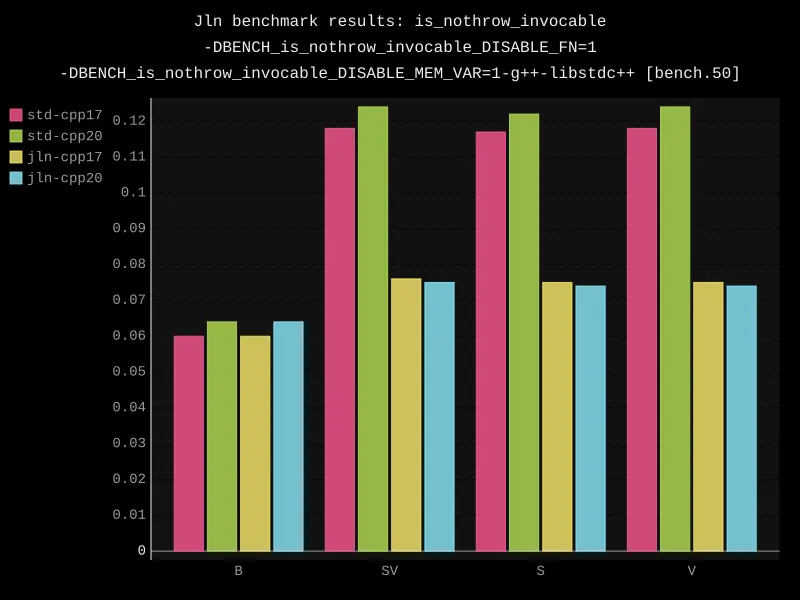 Jln benchmark results: is_nothrow_invocable
-DBENCH_is_nothrow_invocable_DISABLE_FN=1
-DBENCH_is_nothrow_invocable_DISABLE_MEM_VAR=1-g++-libstdc++ [bench.50]
std-cpp17
std-cpp20
jln-cpp17
jln-cpp20
0.12
0.11
0.1
0.09
0.08
0.07
0.06
0.05
0.04
0.03
0.02
0.01
0
B SV S V